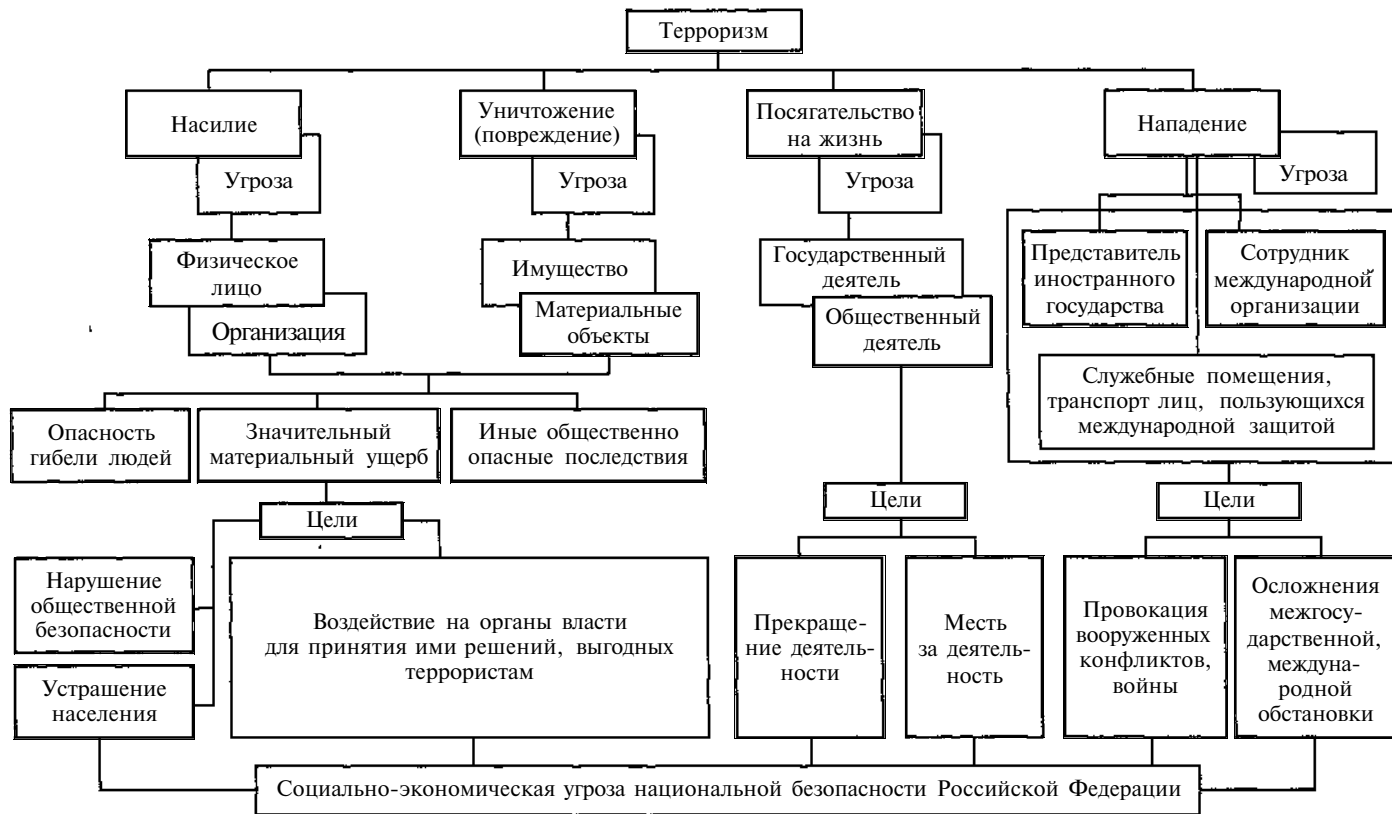 Терроризм
Насилие
Угроза
Физическое
лицо
Организация
Уничтожение
(повреждение)
Угроза
Имущество
Материальные
объекты
Опасность
гибели людей
Значительный
материальный ущерб
Иные общественно
опасные последствия
Цели
Нарушение
общественной
безопасности
Устрашение
населения
Воздействие на органы власти
для принятия ими решений, выгодных
террористам
Посягательство
на жизнь
Угроза
Государственный
деятель
Общественный
деятель
Цели
Прекраще-
ние деятель-
ности
Месть
за деятель-
ность
Нападение
Угроза
Представитель
иностранного
государства
Сотрудник
международной
организации
Служебные помещения,
транспорт лиц, пользующихся
международной защитой
Цели
Провокация
вооруженных
конфликтов,
войны
Осложнения
межгосу-
дарственной,
междуна-
родной
обстановки
Социально-экономическая угроза национальной безопасности Российской Федерации